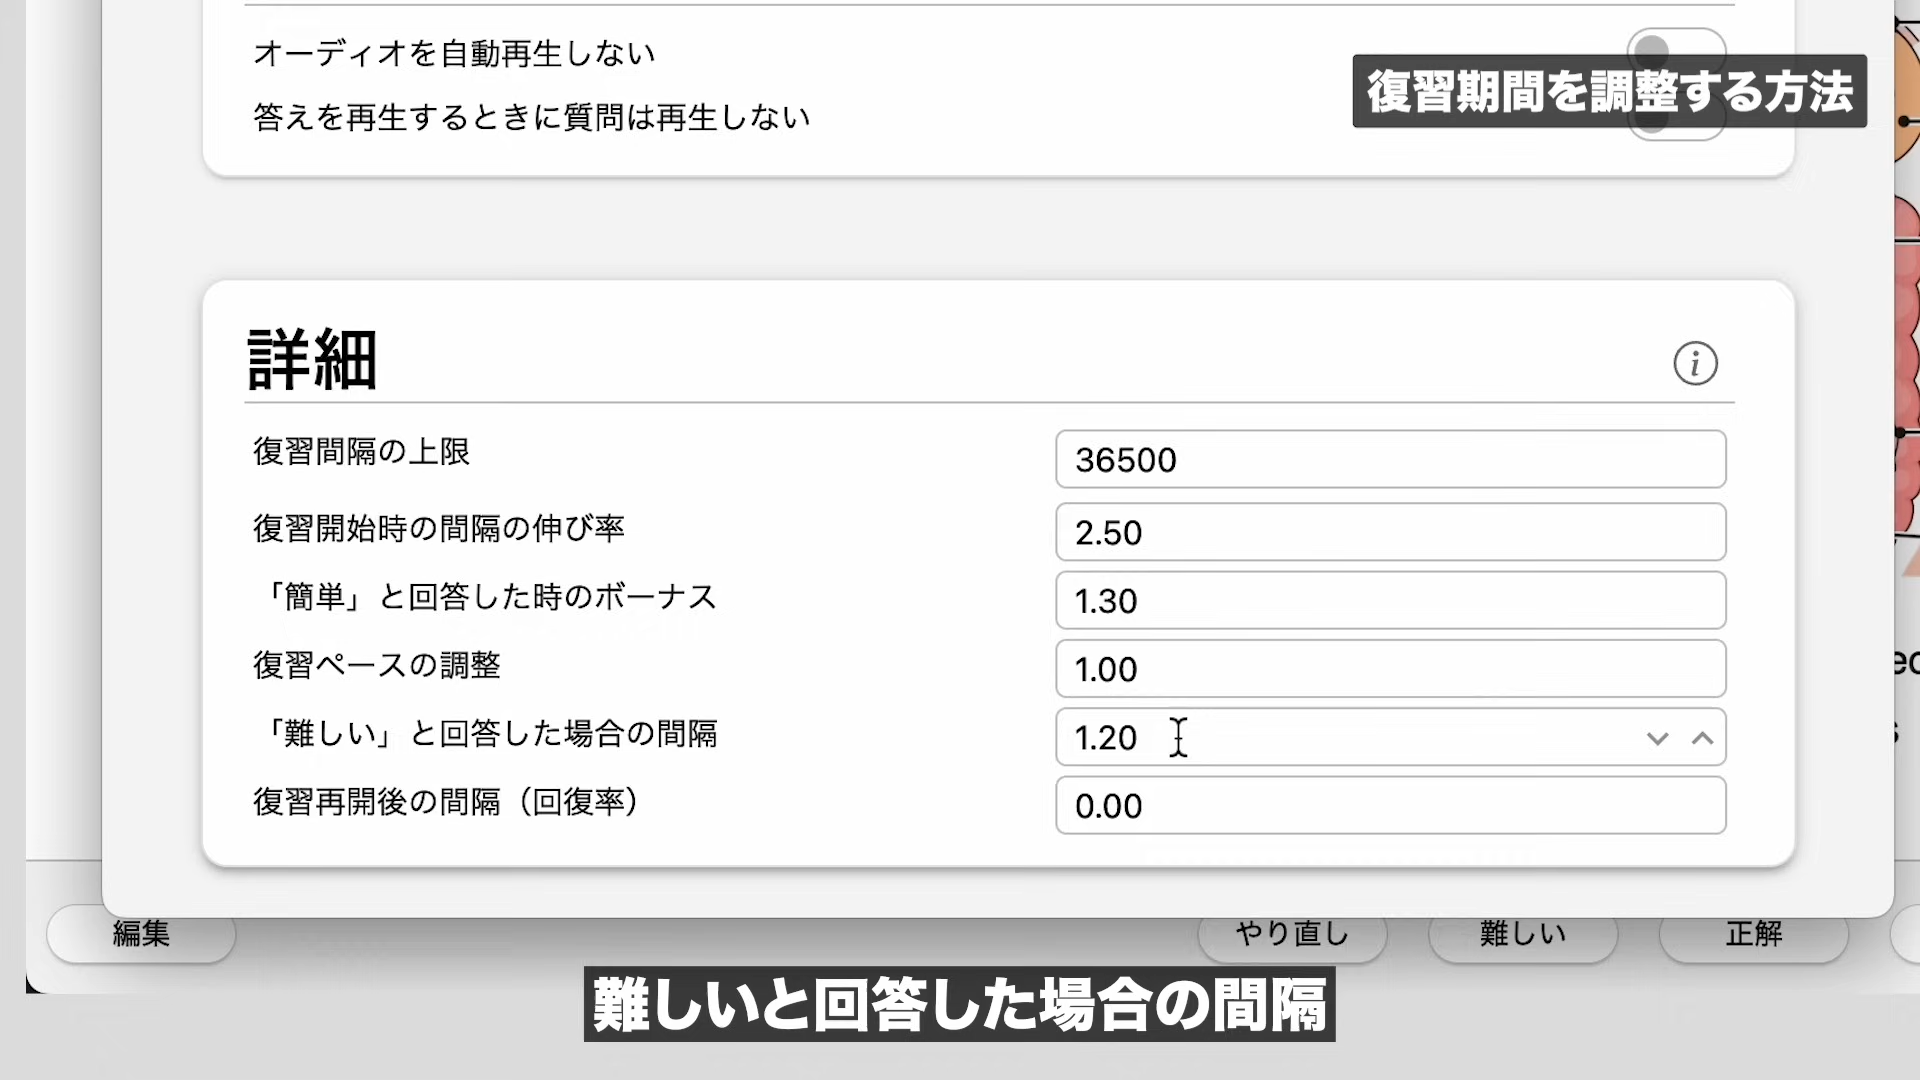 オーディオを自動再生しない
答えを再生するときに質問は再生しない
復習期間を調整する方法
詳細
復習間隔の上限
36500
復習開始時の間隔の伸び率
2.50
「簡単」と回答した時のボーナス
1.30
復習ペースの調整
1.00
「難しい」と回答した場合の間隔
1.20
復習再開後の間隔（回復率）
0.00
編集
やり直し
難しい
正解
難しいと回答した場合の間隔